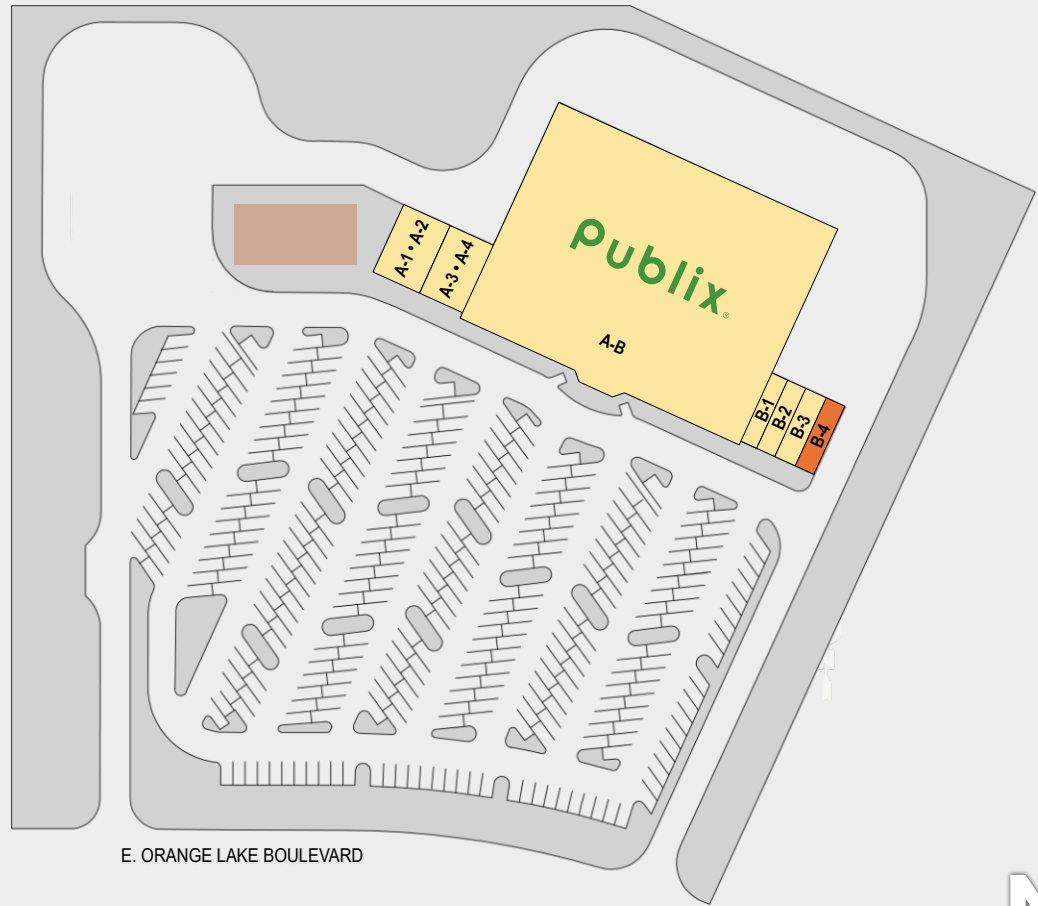 A-1 • A-2
A-3 • A-4
Publix®
A-B
B-1
B-2
B-3
B-4
E. ORANGE LAKE BOULEVARD